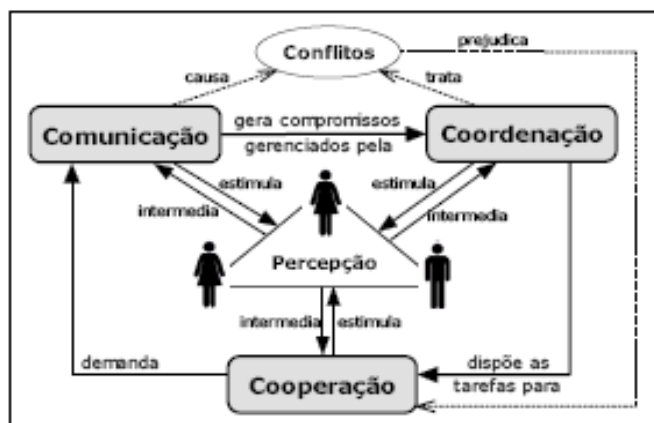 Conflitos
prejudica
causa
trata
Comunicação
gera compromissos
gerenciados pela
Coordenação
estimula
estimula
intermedia
intermedia
Percepção
intermedia
estimula
demanda
dispõe as
tarefas para
Cooperação